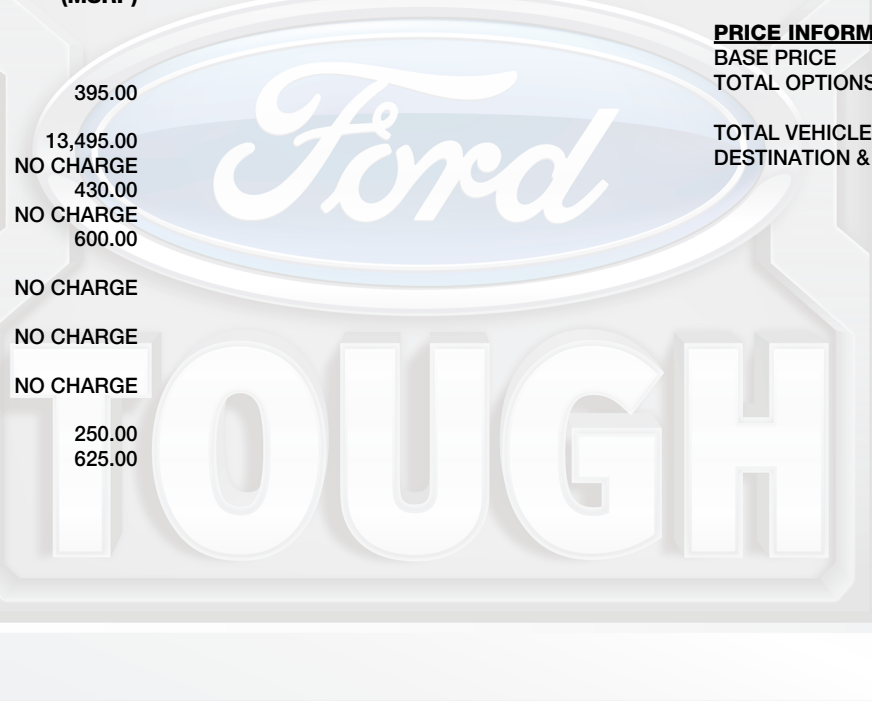 (MSRP)
395.00
13,495.00
NO CHARGE
430.00
NO CHARGE
600.00
NO CHARGE
NO CHARGE
NO CHARGE
250.00
625.00
PRICE INFORM
BASE PRICE
TOTAL OPTIONS
TOTAL VEHICLE
DESTINATION &
Ford
TOUGH